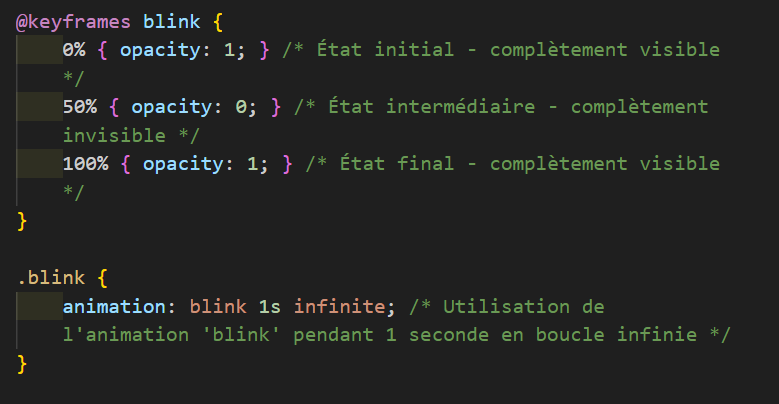 @keyframes blink {
0% { opacity: 1; } /* État initial - complètement visible
*/
50% { opacity: 0; } /* État intermédiaire - complètement
invisible */
100% { opacity: 1; } /* État final - complètement visible
*/
}
.blink {
animation: blink 1s infinite; /* Utilisation de
l'animation 'blink' pendant 1 seconde en boucle infinie */
}